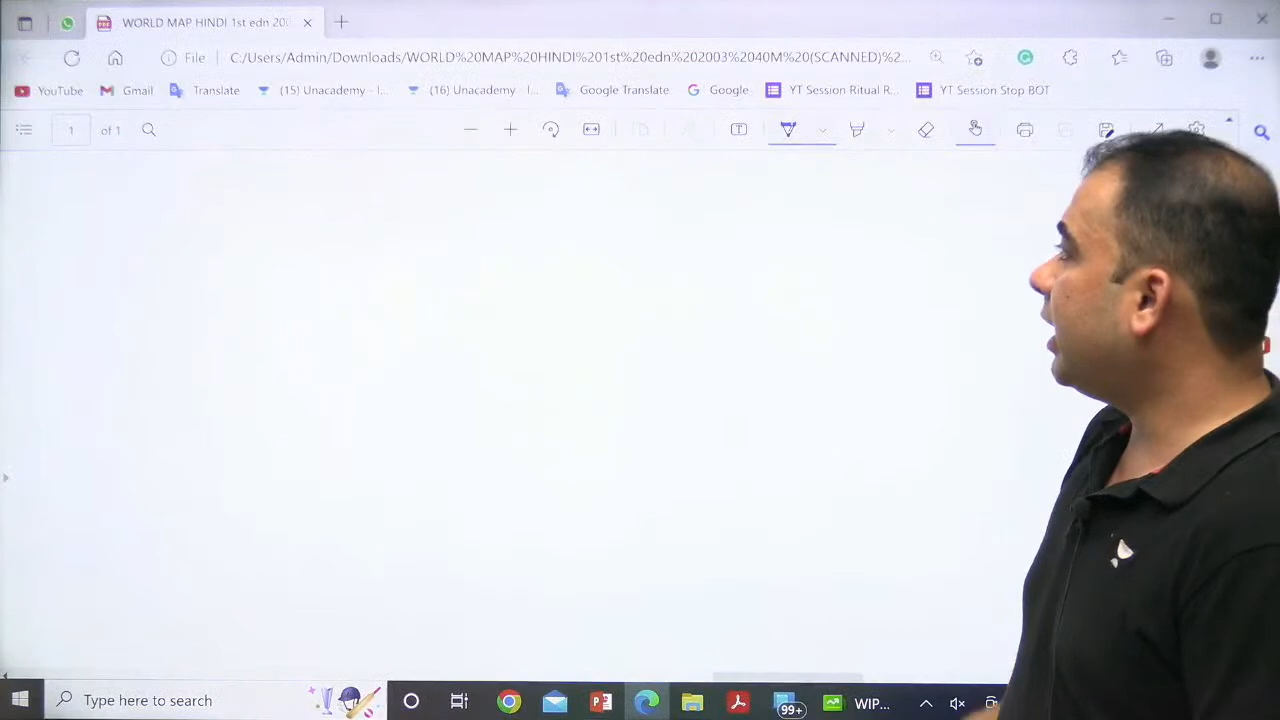 WORLD MAP HINDI 1st edn 200
File
C:/Users/Admin/Downloads/WORLD%20MAP%20HINDI%201st%20edn%202003%2040M%20(SCANNED)%2...
YouTube
Gmail
Translate
(15) Unacademy - I...
(16) Unacademy - I...
Google Translate
Google
YT Session Ritual R...
YT Session Stop BOT
1 of 1
Type here to search
99+
WIP...